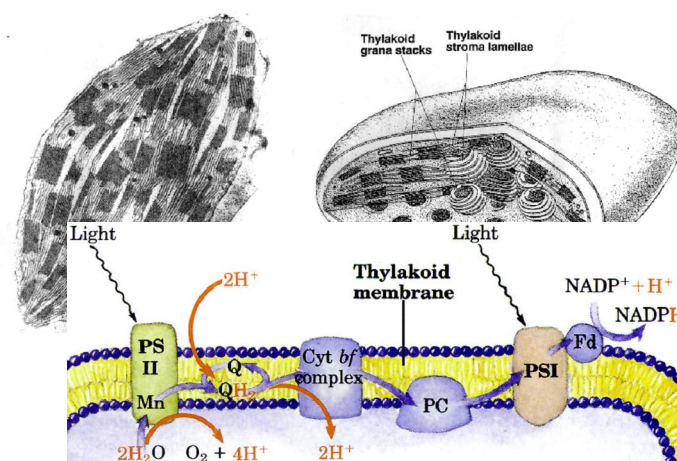 Thylakoid
grana stacks
Thylakoid
stroma lamellae
Light
Light
2H⁺
Thylakoid
membrane
NADP⁺ + H⁺
NADPH
PS
II
Q
Cyt bf
complex
PSI
Fd
Mn
QH₂
PC
2H₂O O₂ + 4H⁺
2H⁺